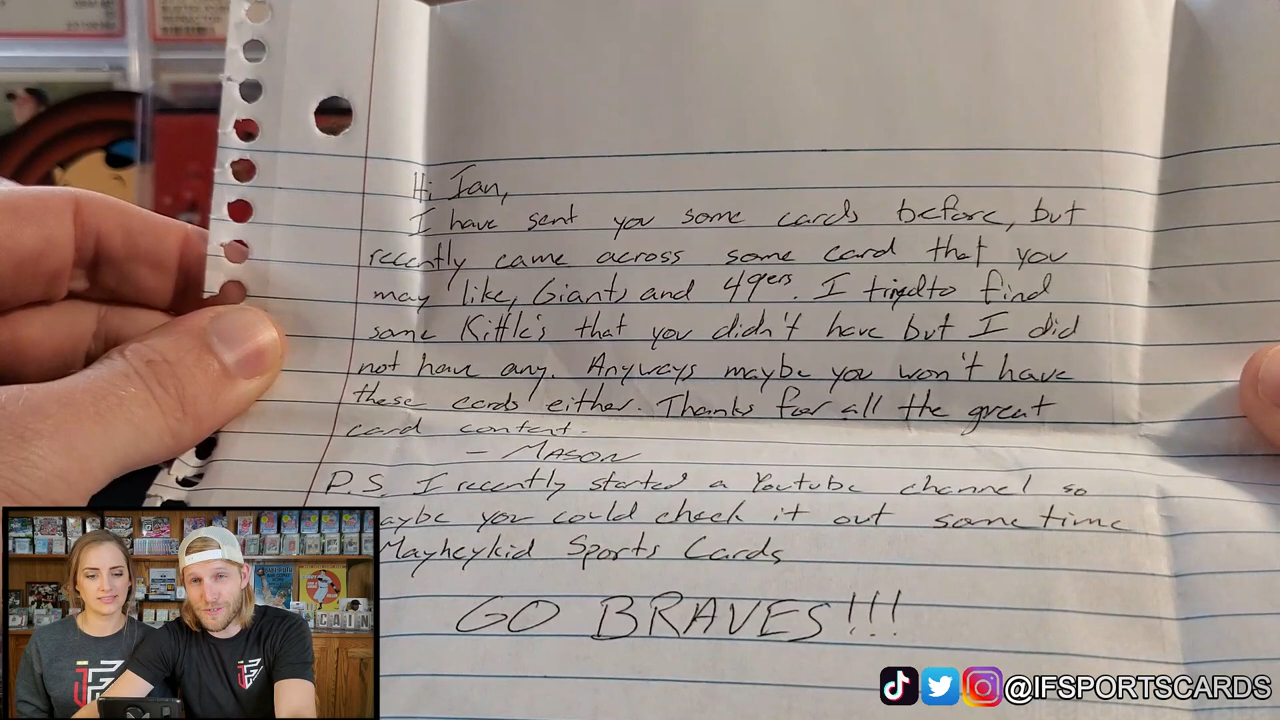 Hi Ian,
I have sent you some cards before, but
recently came across some card that you
may like, Giants and 49ers. I tried to find
some Kittle's that you didn't have but I did
not have any. Anyways maybe you won't have
these cards either. Thanks for all the great
card content.
- MASON
P.S. I recently started a Youtube channel so
aybe you could check it out sometime
Mayheykid Sports Cards
GO BRAVES!!!
@IFSPORTSCARDS